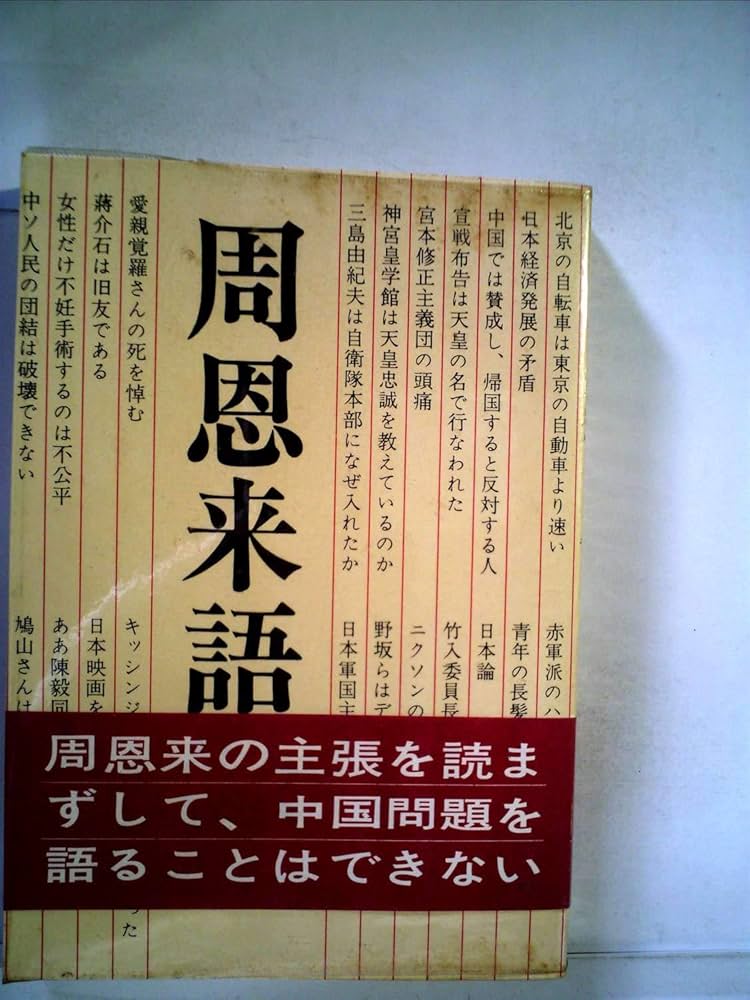 北京の自転車は東京の自動車より速い
日本経済発展の矛盾
中国では賛成し、帰国すると反対する人
宣戦布告は天皇の名で行なわれた
宮本修正主義団の頭痛
神宮皇学館は天皇忠誠を教えているのか
三島由紀夫は自衛隊本部になぜ入れたか
周恩来語
愛親覚羅さんの死を悼む
蔣介石は旧友である
女性だけ不妊手術するのは不公平
中ソ人民の団結は破壊できない
赤軍派のハ
青年の長髪
日本論
竹入委員長
ニクソンの
野坂らはデ
日本軍国主
キッシンジ
日本映画を
ああ陳毅同
鳩山さんは
った
周恩来の主張を読ま
ずして、中国問題を
語ることはできない